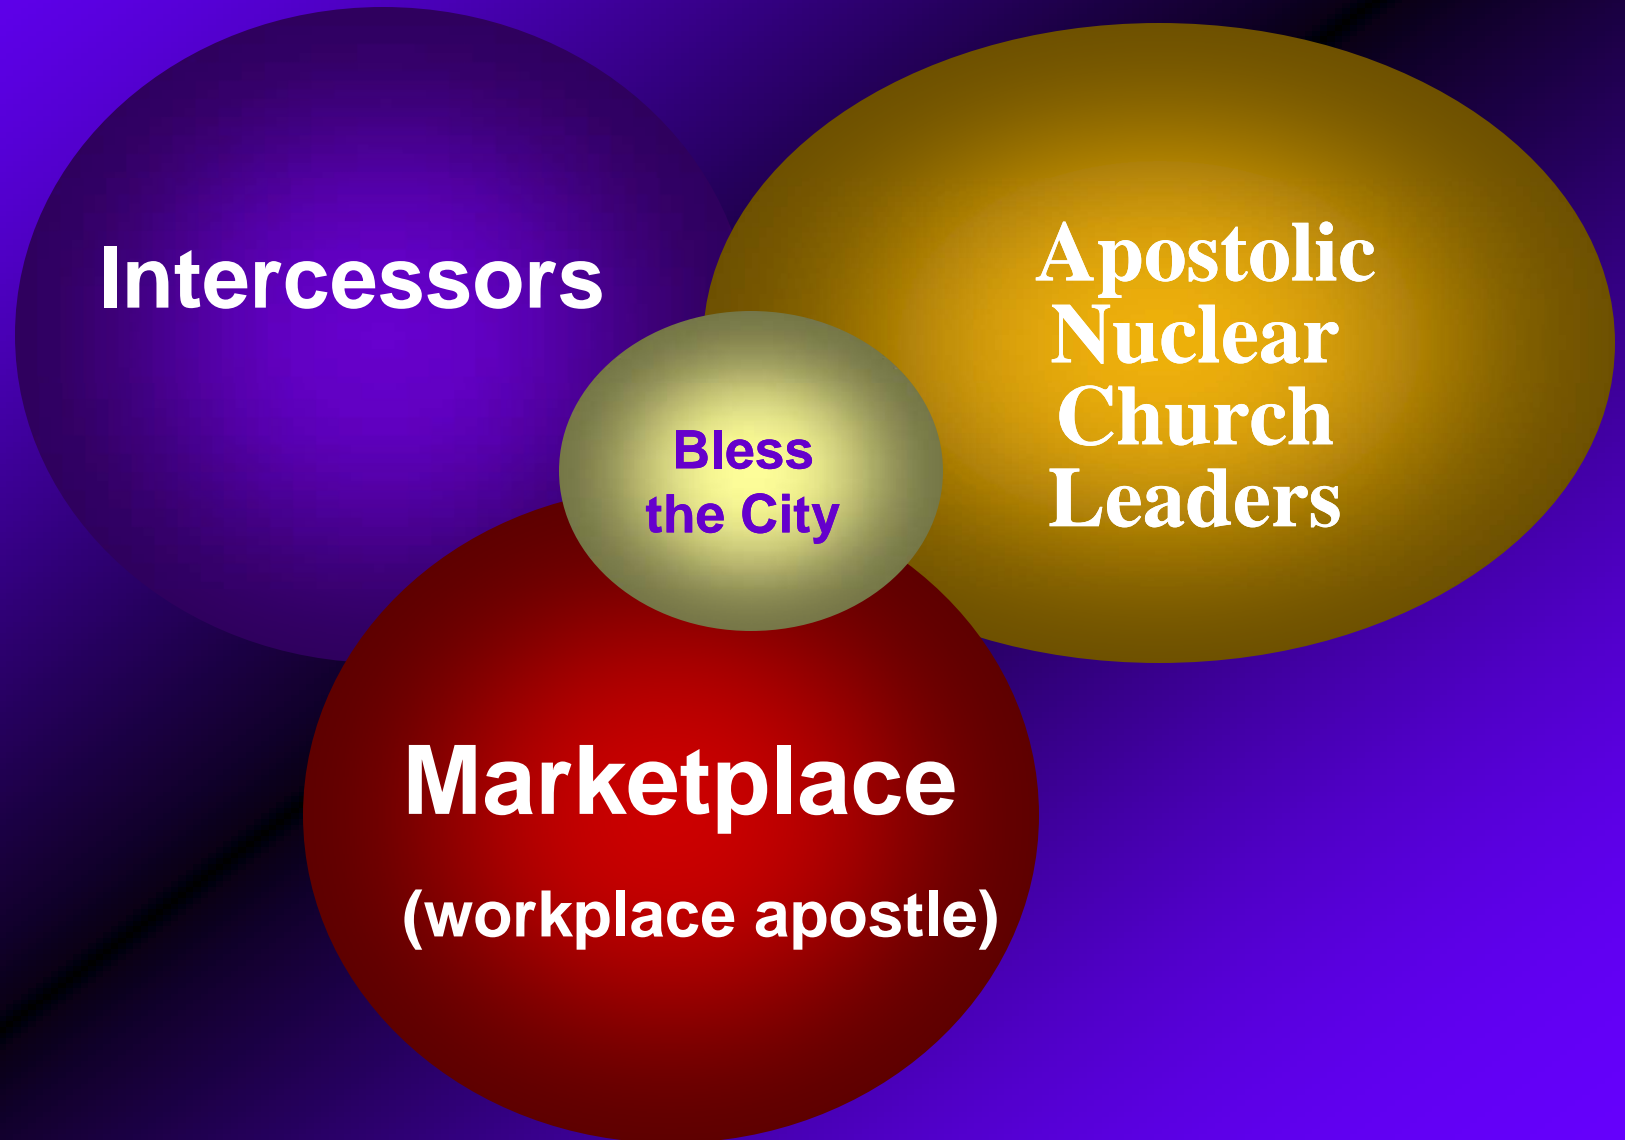 Intercessors
Apostolic
Nuclear
Church
Leaders
Bless
the City
Marketplace
(workplace apostle)